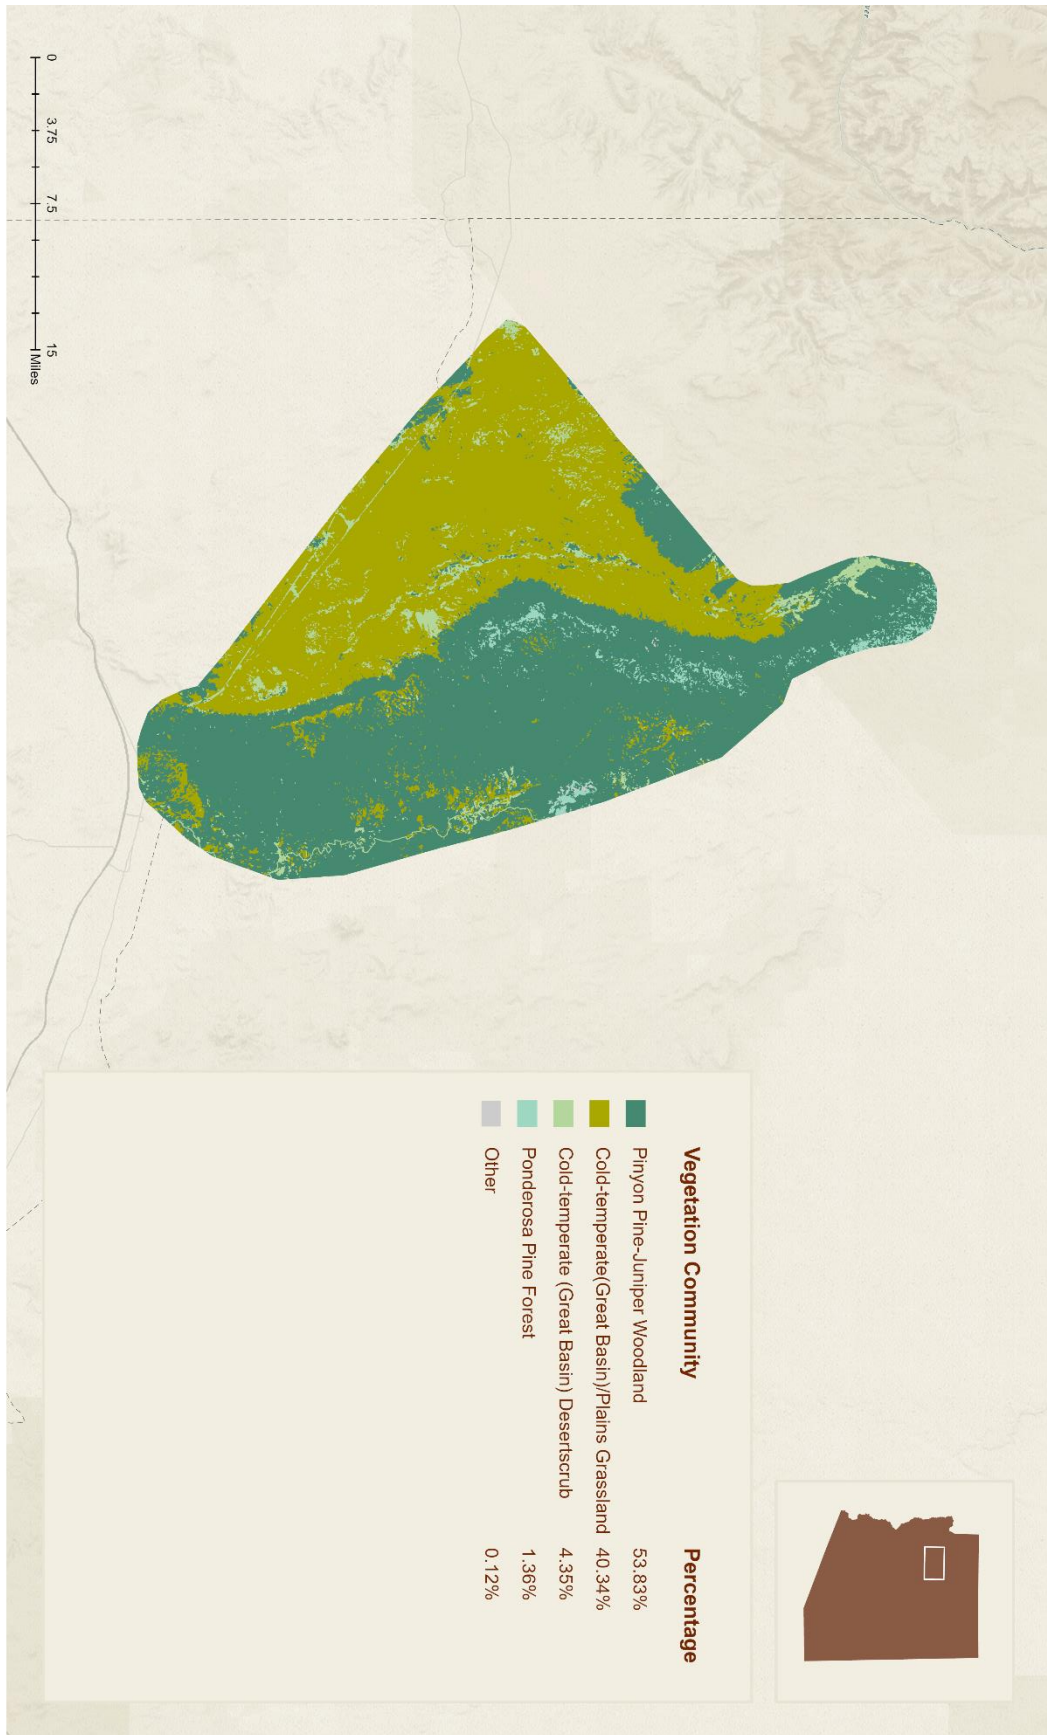 Vegetation Community Percentage
Pinyon Pine-Juniper Woodland 53.83%
Cold-temperate(Great Basin)/Plains Grassland 40.34%
Cold-temperate (Great Basin) Desertscrub 4.35%
Ponderosa Pine Forest 1.36%
Other 0.12%
0 3.75 7.5 15
Miles